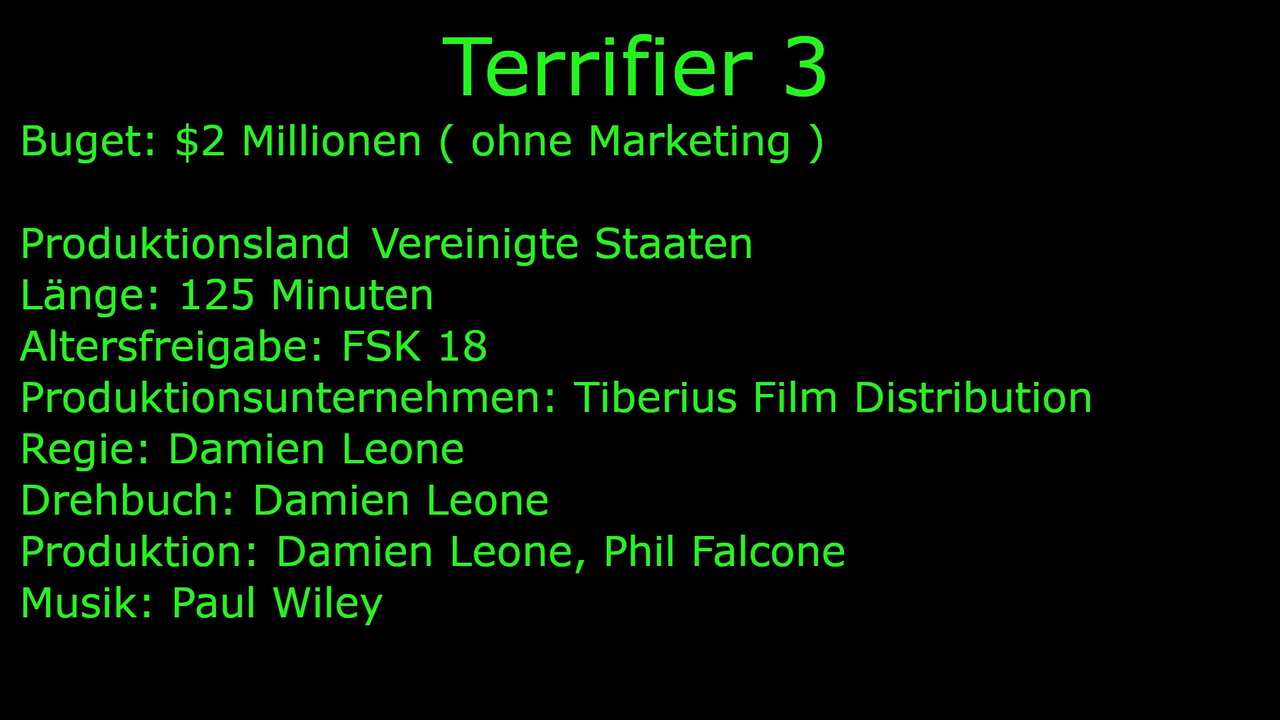 Terrifier 3
Buget: $2 Millionen ( ohne Marketing )
Produktionsland Vereinigte Staaten
Länge: 125 Minuten
Altersfreigabe: FSK 18
Produktionsunternehmen: Tiberius Film Distribution
Regie: Damien Leone
Drehbuch: Damien Leone
Produktion: Damien Leone, Phil Falcone
Musik: Paul Wiley